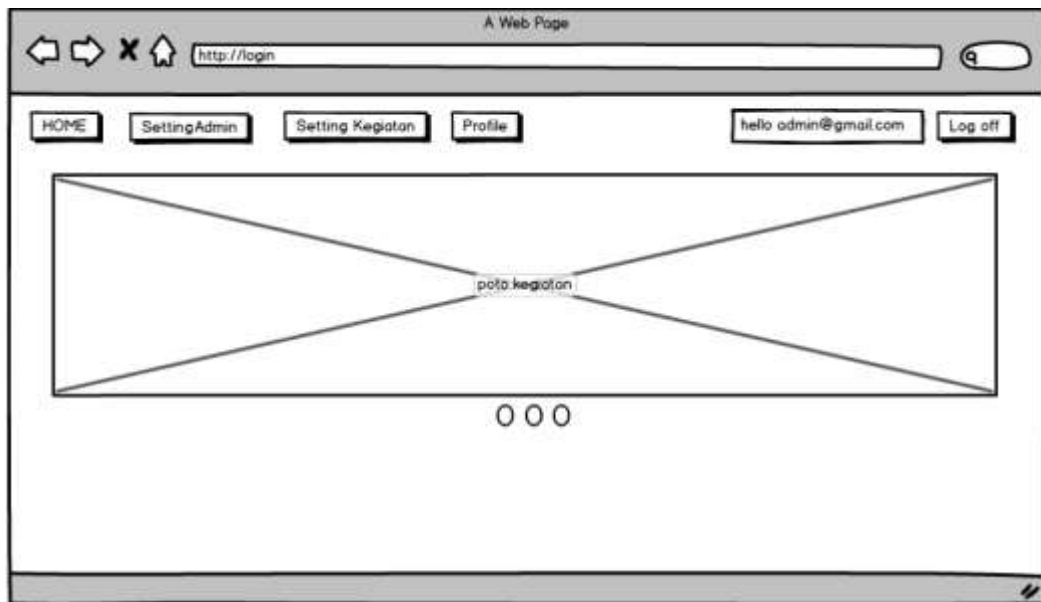 A Web Page
http://login
HOME SettingAdmin Setting Kegiatan Profile hello admin@gmail.com Log off
poto kegiatan